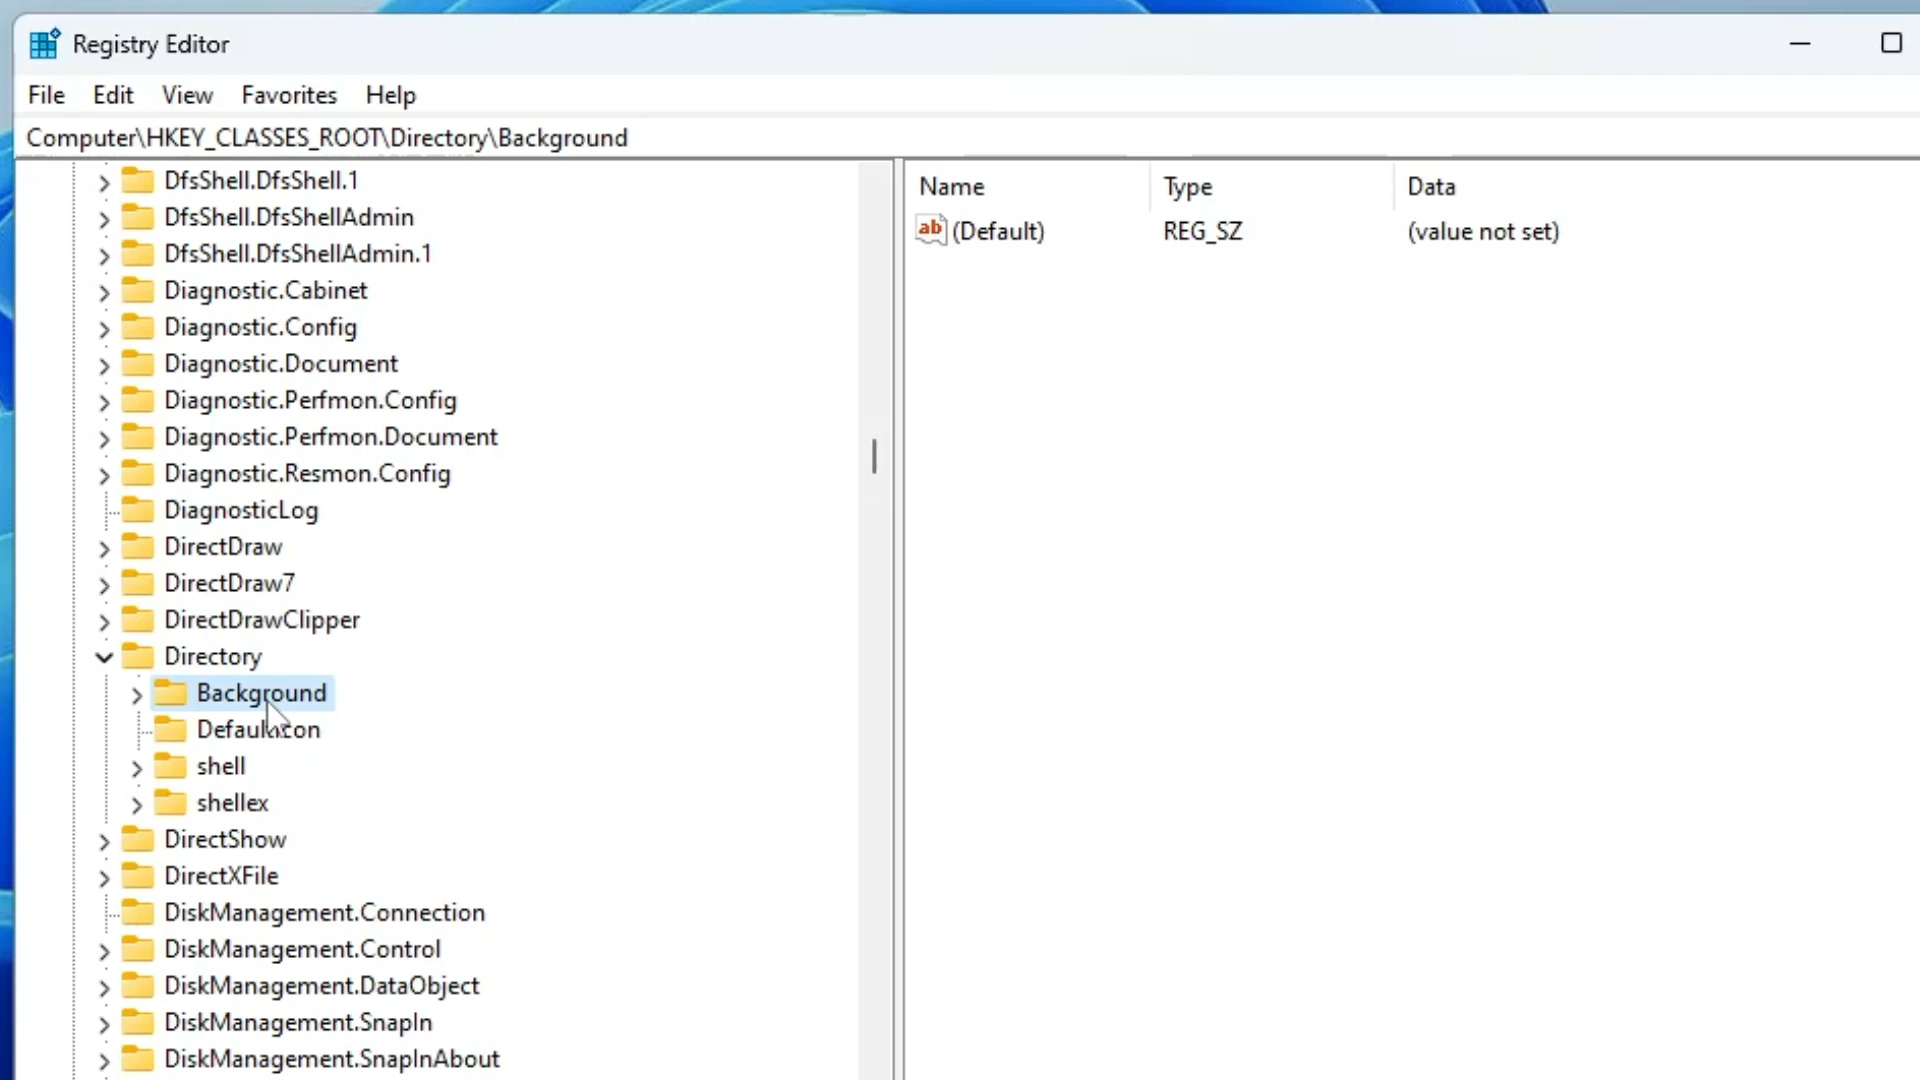 Registry Editor
File Edit View Favorites Help
Computer\HKEY_CLASSES_ROOT\Directory\Background
DfsShell.DfsShell.1
DfsShell.DfsShellAdmin
DfsShell.DfsShellAdmin.1
Diagnostic.Cabinet
Diagnostic.Config
Diagnostic.Document
Diagnostic.Perfmon.Config
Diagnostic.Perfmon.Document
Diagnostic.Resmon.Config
DiagnosticLog
DirectDraw
DirectDraw7
DirectDrawClipper
Directory
Background
DefaultIcon
shell
shellex
DirectShow
DirectXFile
DiskManagement.Connection
DiskManagement.Control
DiskManagement.DataObject
DiskManagement.SnapIn
DiskManagement.SnapInAbout
Name Type Data
ab (Default) REG_SZ (value not set)